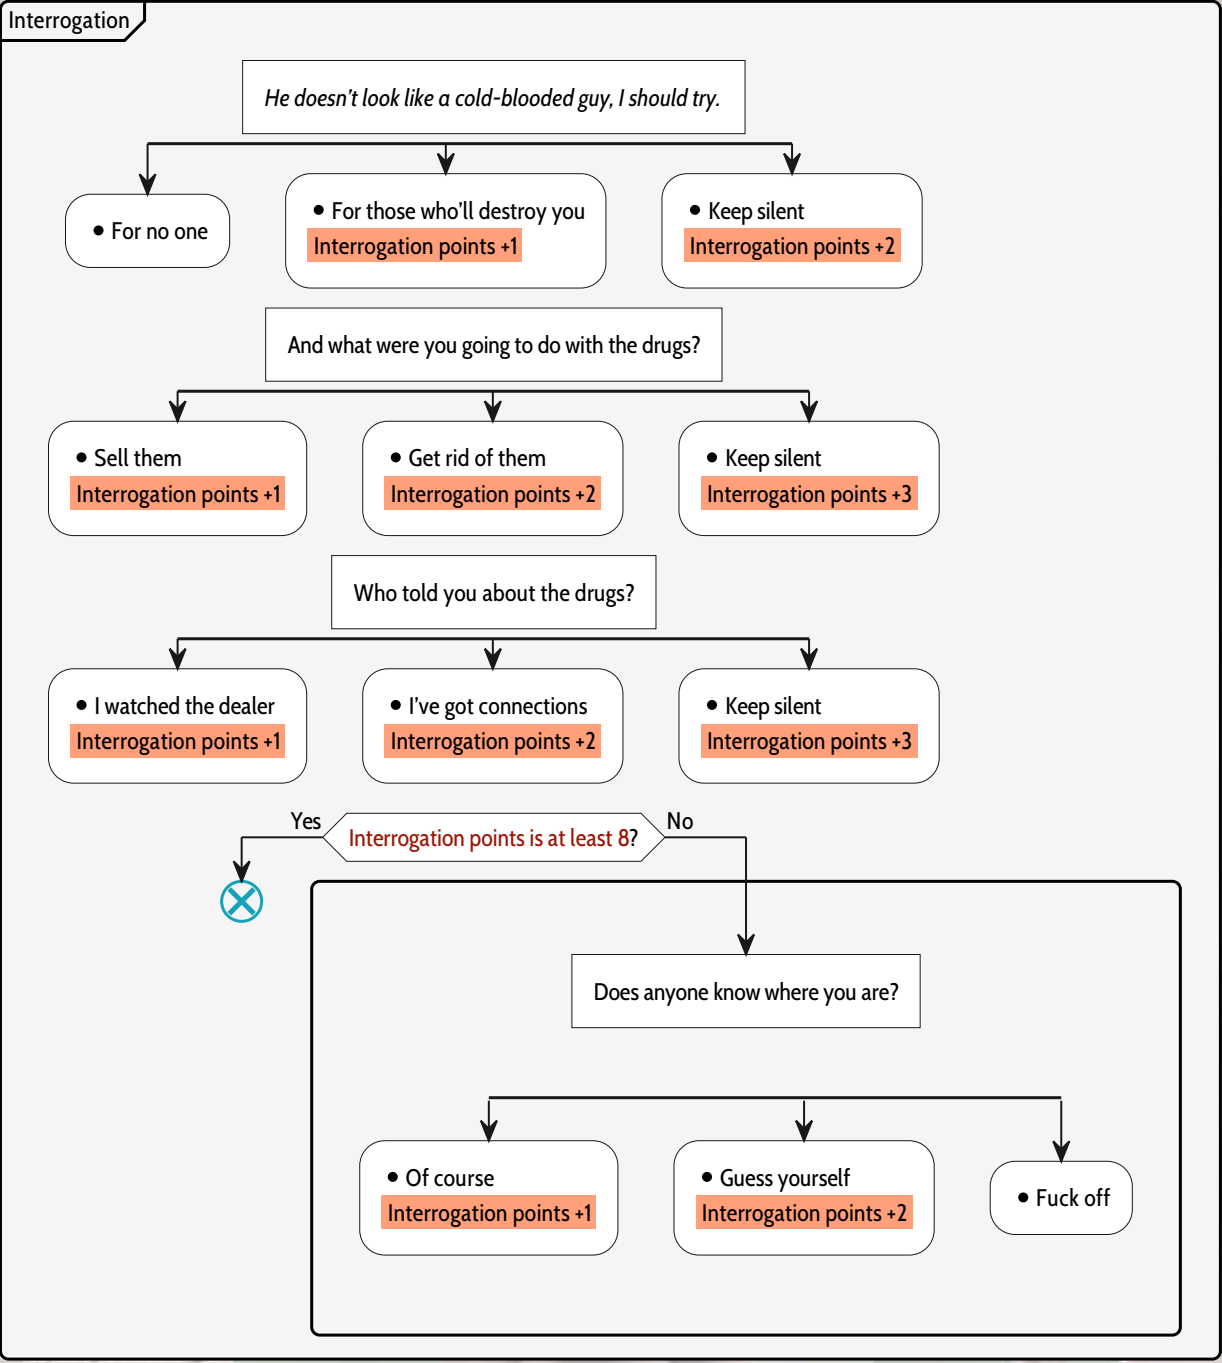 Interrogation
He doesn't look like a cold-blooded guy, I should try.
• For no one
• For those who'll destroy you
Interrogation points +1
• Keep silent
Interrogation points +2
And what were you going to do with the drugs?
• Sell them
Interrogation points +1
• Get rid of them
Interrogation points +2
• Keep silent
Interrogation points +3
Who told you about the drugs?
• I watched the dealer
Interrogation points +1
• I've got connections
Interrogation points +2
• Keep silent
Interrogation points +3
Yes
Interrogation points is at least 8?
No
Does anyone know where you are?
• Of course
Interrogation points +1
• Guess yourself
Interrogation points +2
• Fuck off